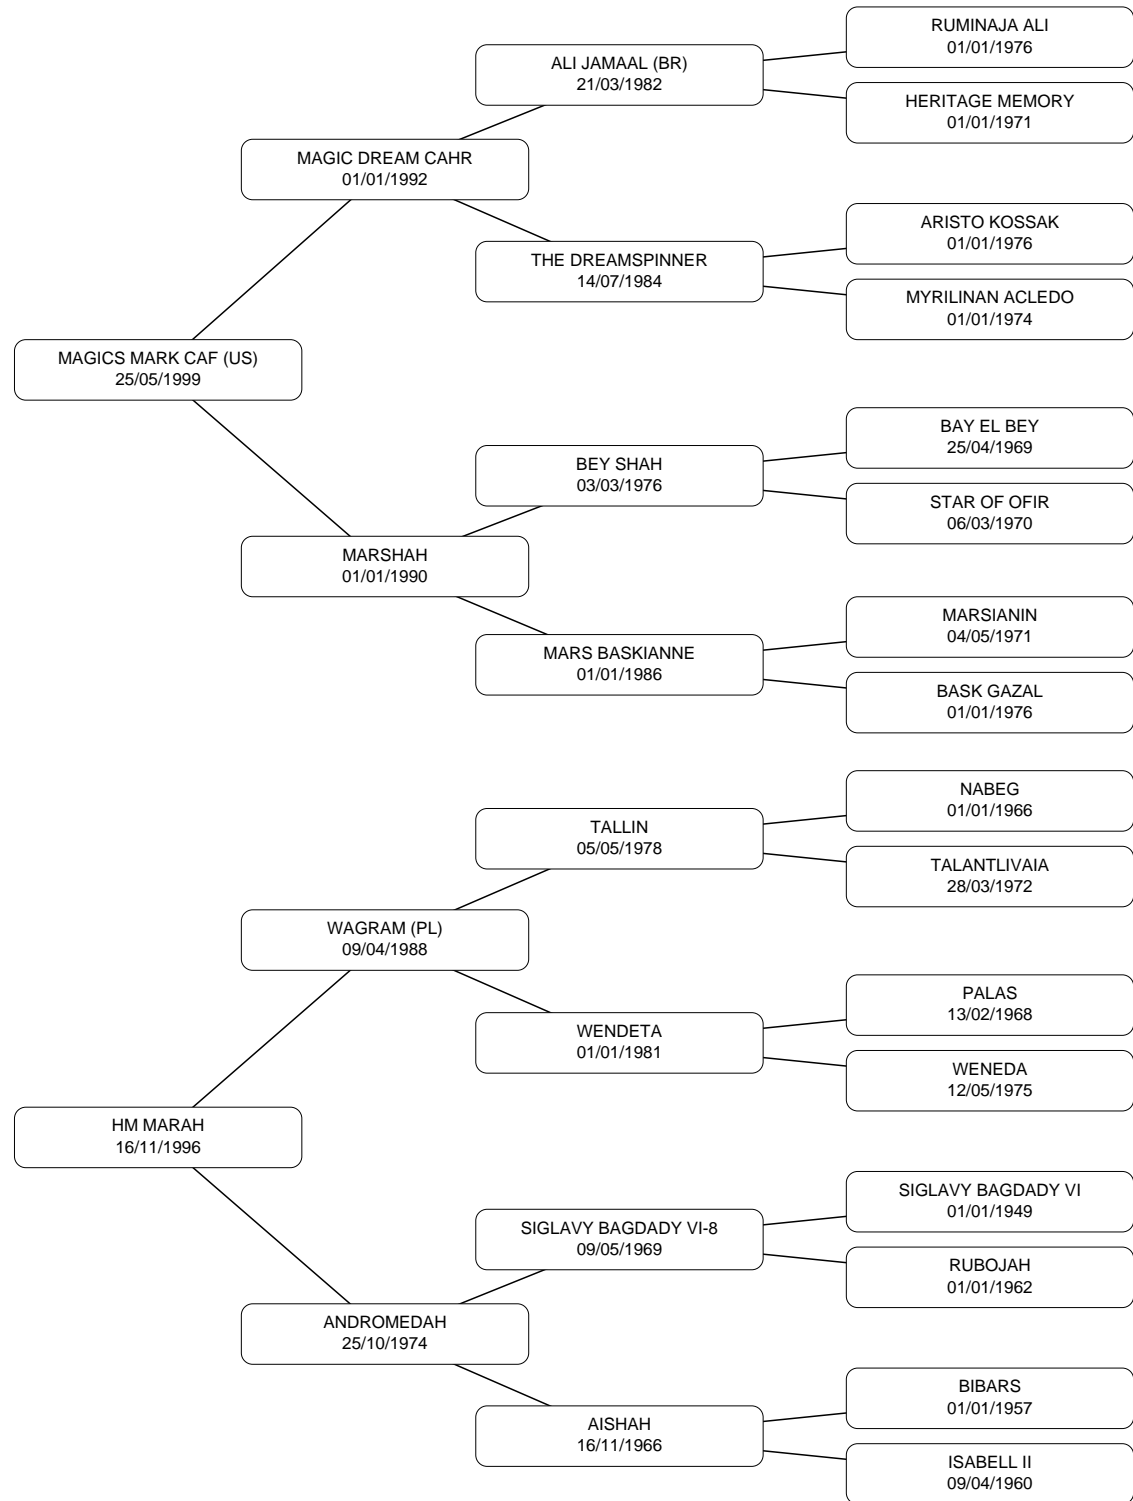 RUMINAJA ALI
01/01/1976
ALI JAMAAL (BR)
21/03/1982
HERITAGE MEMORY
01/01/1971
MAGIC DREAM CAHR
01/01/1992
ARISTO KOSSAK
01/01/1976
THE DREAMSPINNER
14/07/1984
MYRILINAN ACLEDO
01/01/1974
MAGICS MARK CAF (US)
25/05/1999
BAY EL BEY
25/04/1969
BEY SHAH
03/03/1976
STAR OF OFIR
06/03/1970
MARSHAH
01/01/1990
MARSIANIN
04/05/1971
MARS BASKIANNE
01/01/1986
BASK GAZAL
01/01/1976
NABEG
01/01/1966
TALLIN
05/05/1978
TALANTLIVAIA
28/03/1972
WAGRAM (PL)
09/04/1988
PALAS
13/02/1968
WENDETA
01/01/1981
WENEDA
12/05/1975
HM MARAH
16/11/1996
SIGLAVY BAGDADY VI
01/01/1949
SIGLAVY BAGDADY VI-8
09/05/1969
RUBOJAH
01/01/1962
ANDROMEDAH
25/10/1974
BIBARS
01/01/1957
AISHAH
16/11/1966
ISABELL II
09/04/1960